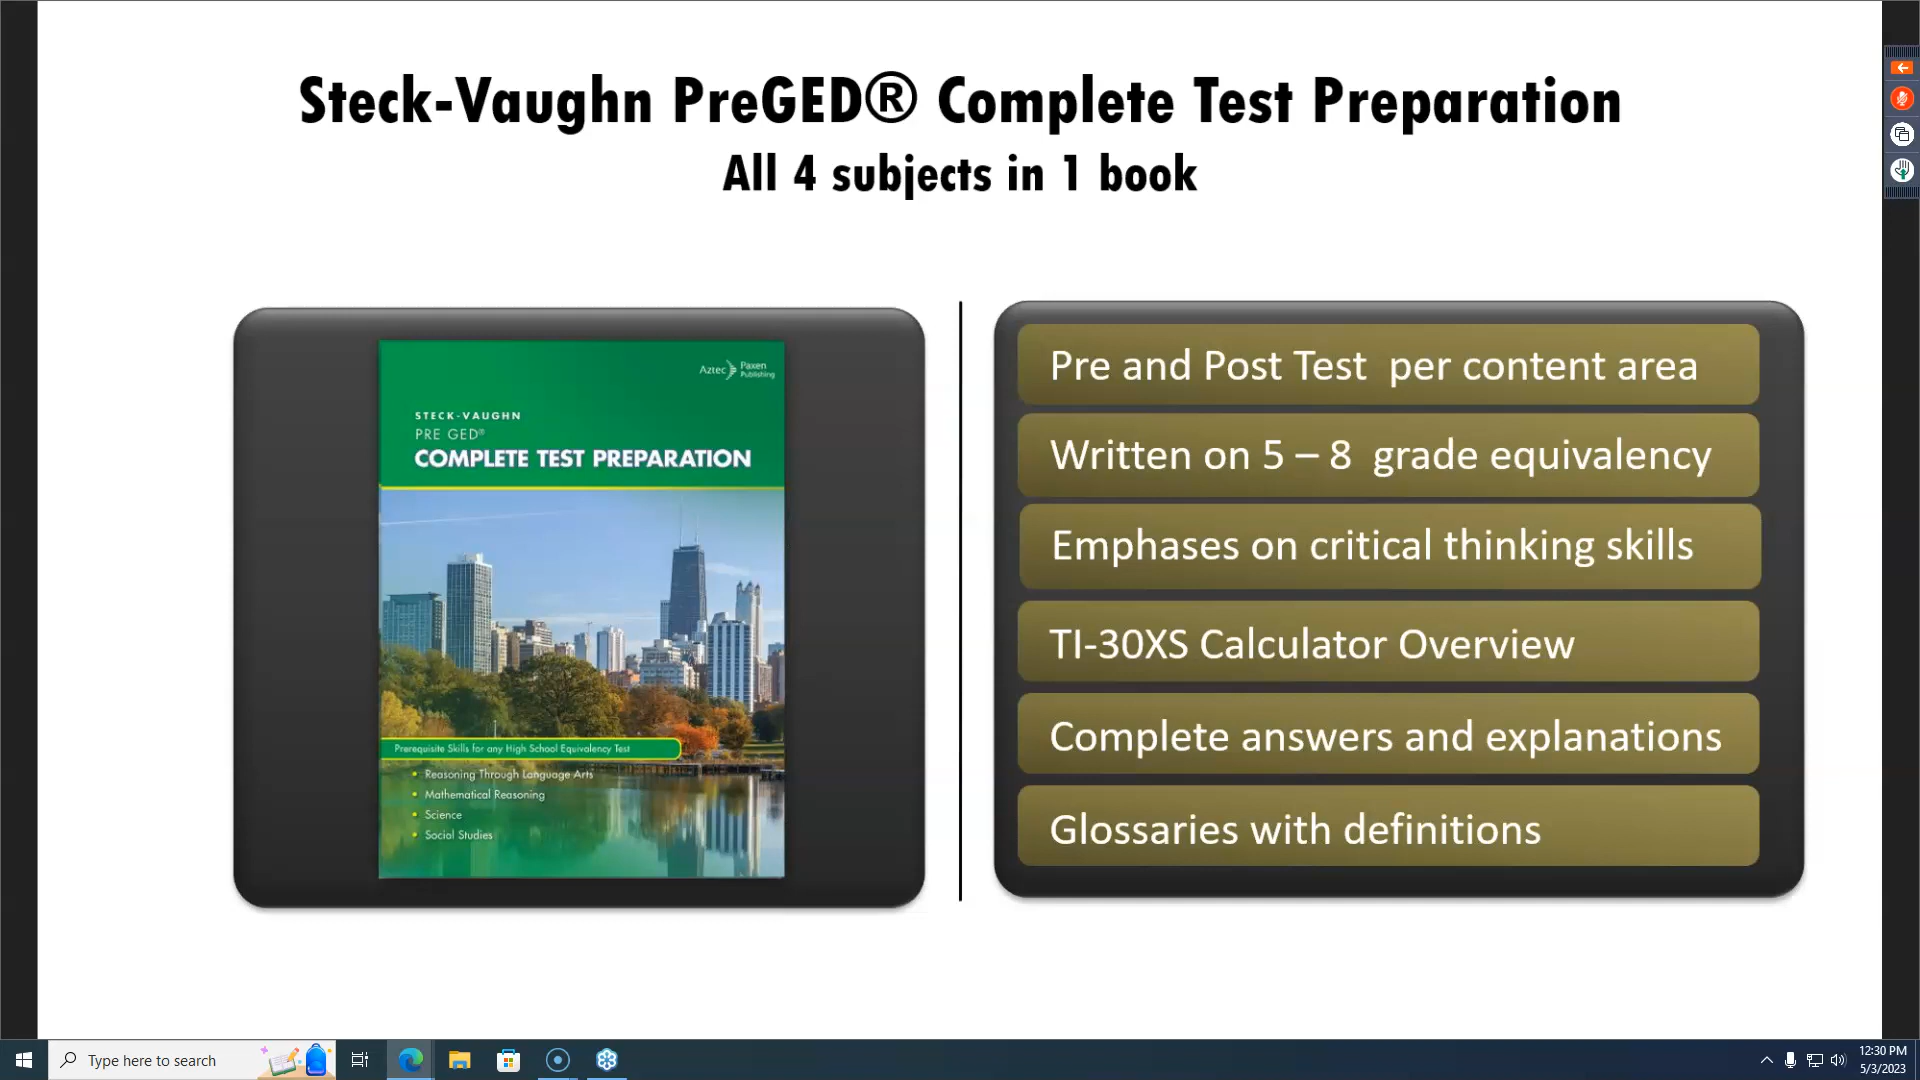 Steck-Vaughn PreGED® Complete Test Preparation
All 4 subjects in 1 book
Aztec Paxen
Publishing
STECK-VAUGHN
PRE GED®
COMPLETE TEST PREPARATION
Prerequisite Skills for any High School Equivalency Test
• Reasoning Through Language Arts
• Mathematical Reasoning
• Science
• Social Studies
Pre and Post Test per content area
Written on 5 – 8 grade equivalency
Emphases on critical thinking skills
TI-30XS Calculator Overview
Complete answers and explanations
Glossaries with definitions
Type here to search
12:30 PM
5/3/2023